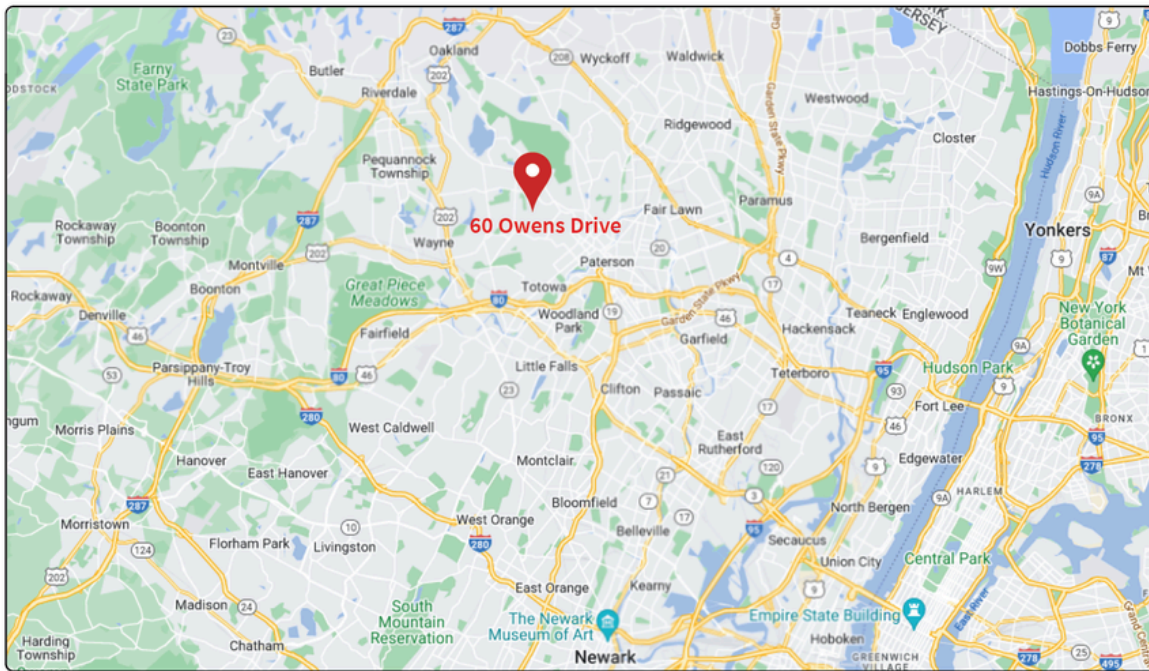 9
287
23
Oakland
JERSEY
Dobbs Ferry
Wyckoff
Waldwick
208
202
Farny
State Park
Butler
Riverdale
Garden State Pkwy
Westwood
Hastings-On-Hudson
Ridgewood
Closter
Hudson River
Pequannock
Township
9A
60 Owens Drive
Fair Lawn
Paramus
Rockaway
Township
Boonton
Township
287
202
202
Wayne
20
Bergenfield
Yonkers
9
87
Montville
Paterson
4
9W
Rockaway
Boonton
Great Piece
Meadows
80
Totowa
17
Denville
Woodland
Park
19
Garden State Pkwy
46
Hackensack
Teaneck
Englewood
New York
Botanical
Garden
46
Fairfield
Garfield
9A
1
Parsippany-Troy
Hills
53
80
46
Little Falls
Teterboro
95
Hudson Park
9
23
Clifton
Passaic
93
280
17
Fort Lee
BRONX
Morris Plains
West Caldwell
46
95
Hanover
East Hanover
Montclair
East
Rutherford
Edgewater
278
120
9
21
287
Bloomfield
7
3
9A
HARLEM
Morristown
10
West Orange
17
95
North Bergen
124
Florham Park
Livingston
280
Belleville
Secaucus
Union City
Central Park
202
East Orange
Kearny
9
Madison
24
South
Mountain
Reservation
The Newark
Museum of Art
Empire State Building
East River
Harding
Township
Chatham
Newark
Hoboken
GREENWICH
VILLAGE
278
25
495